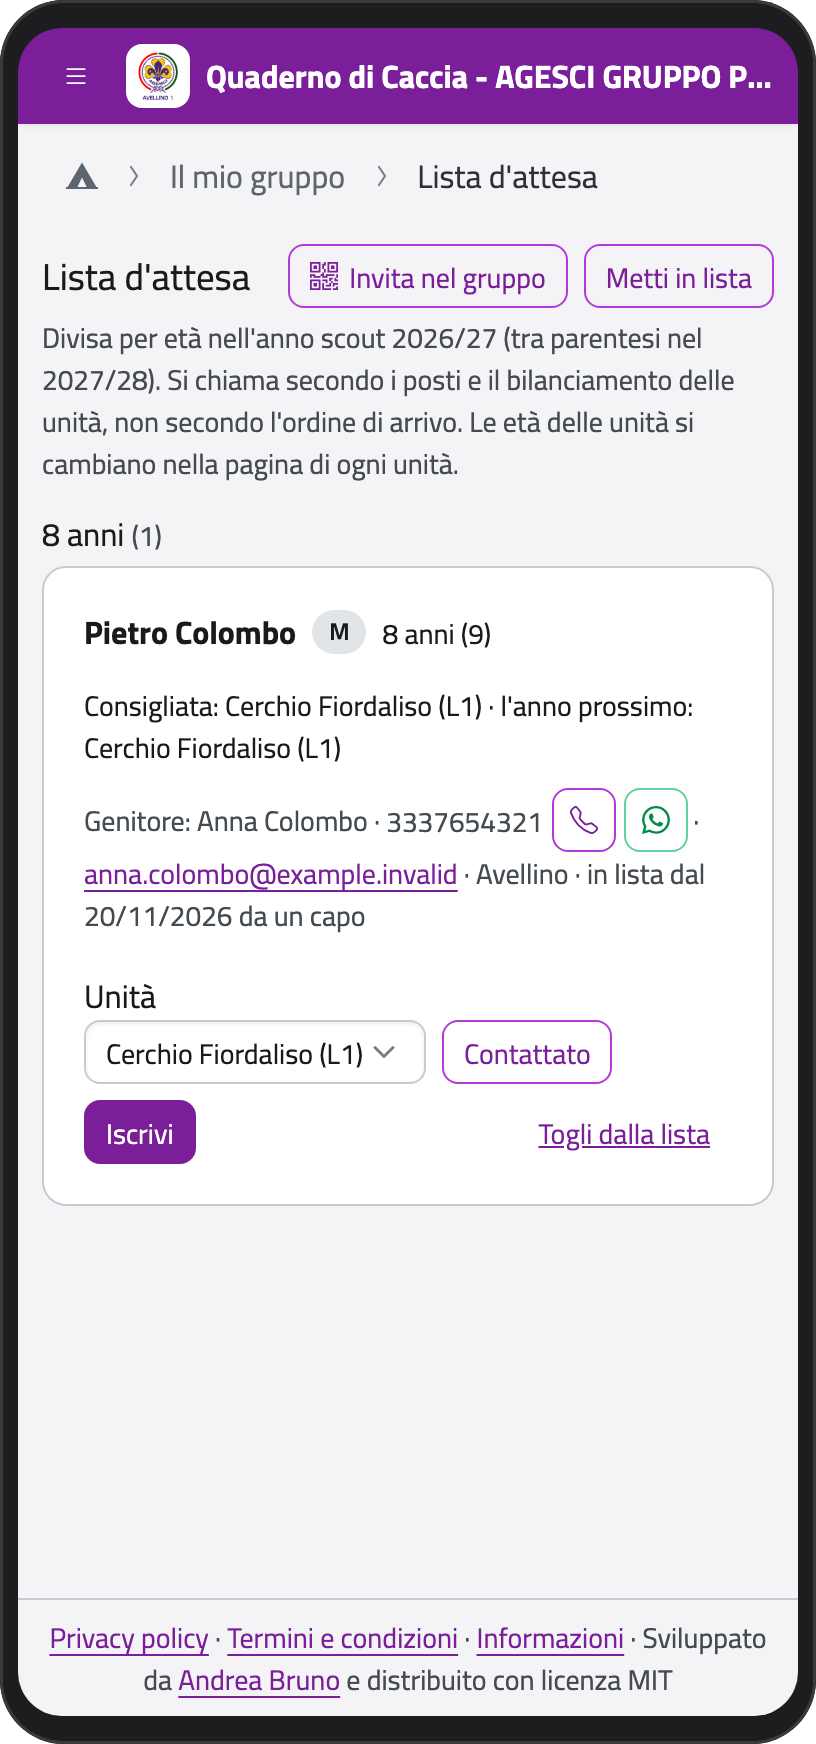 AVELLINO 1
Quaderno di Caccia - AGESCI GRUPPO P...
Il mio gruppo
Lista d'attesa
Lista d'attesa
Invita nel gruppo
Metti in lista
Divisa per età nell'anno scout 2026/27 (tra parentesi nel
2027/28). Si chiama secondo i posti e il bilanciamento delle
unità, non secondo l'ordine di arrivo. Le età delle unità si
cambiano nella pagina di ogni unità.
8 anni (1)
Pietro Colombo M 8 anni (9)
Consigliata: Cerchio Fiordaliso (L1) · l'anno prossimo:
Cerchio Fiordaliso (L1)
Genitore: Anna Colombo · 3337654321 ·
anna.colombo@example.invalid · Avellino · in lista dal
20/11/2026 da un capo
Unità
Cerchio Fiordaliso (L1)
Contattato
Iscrivi
Togli dalla lista
Privacy policy · Termini e condizioni · Informazioni · Sviluppato
da Andrea Bruno e distribuito con licenza MIT